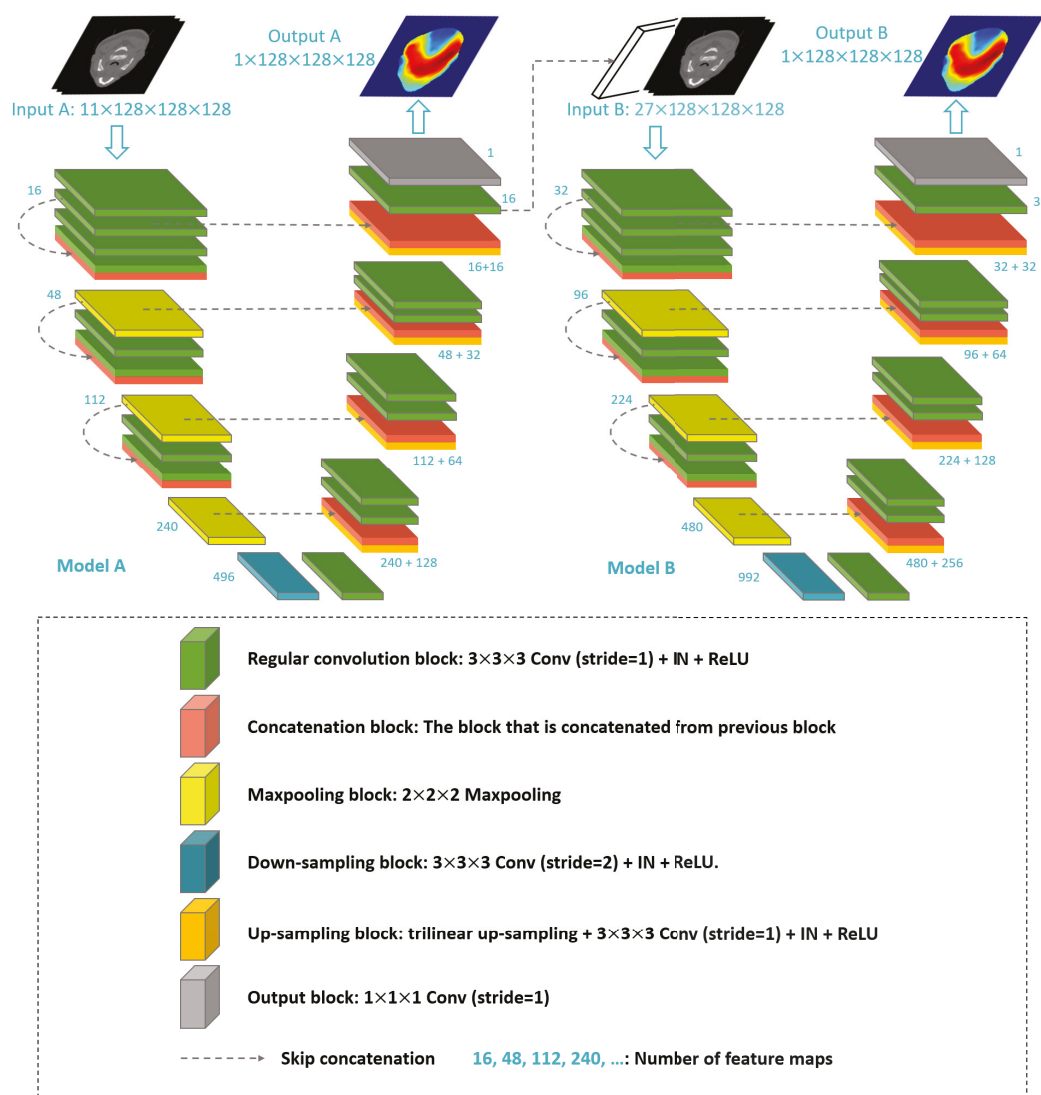 Output A
1×128×128×128
Output B
1×128×128×128
Input A: 11×128×128×128
Input B: 27×128×128×128
1
16
16
16+16
48
48 + 32
112
112 + 64
240
240 + 128
496
Model A
1
32
3
32 + 32
96
96 + 64
224
224 + 128
480
480 + 256
992
Model B
Regular convolution block: 3×3×3 Conv (stride=1) + IN + ReLU
Concatenation block: The block that is concatenated from previous block
Maxpooling block: 2×2×2 Maxpooling
Down-sampling block: 3×3×3 Conv (stride=2) + IN + ReLU.
Up-sampling block: trilinear up-sampling + 3×3×3 Conv (stride=1) + IN + ReLU
Output block: 1×1×1 Conv (stride=1)
Skip concatenation
16, 48, 112, 240, ...: Number of feature maps